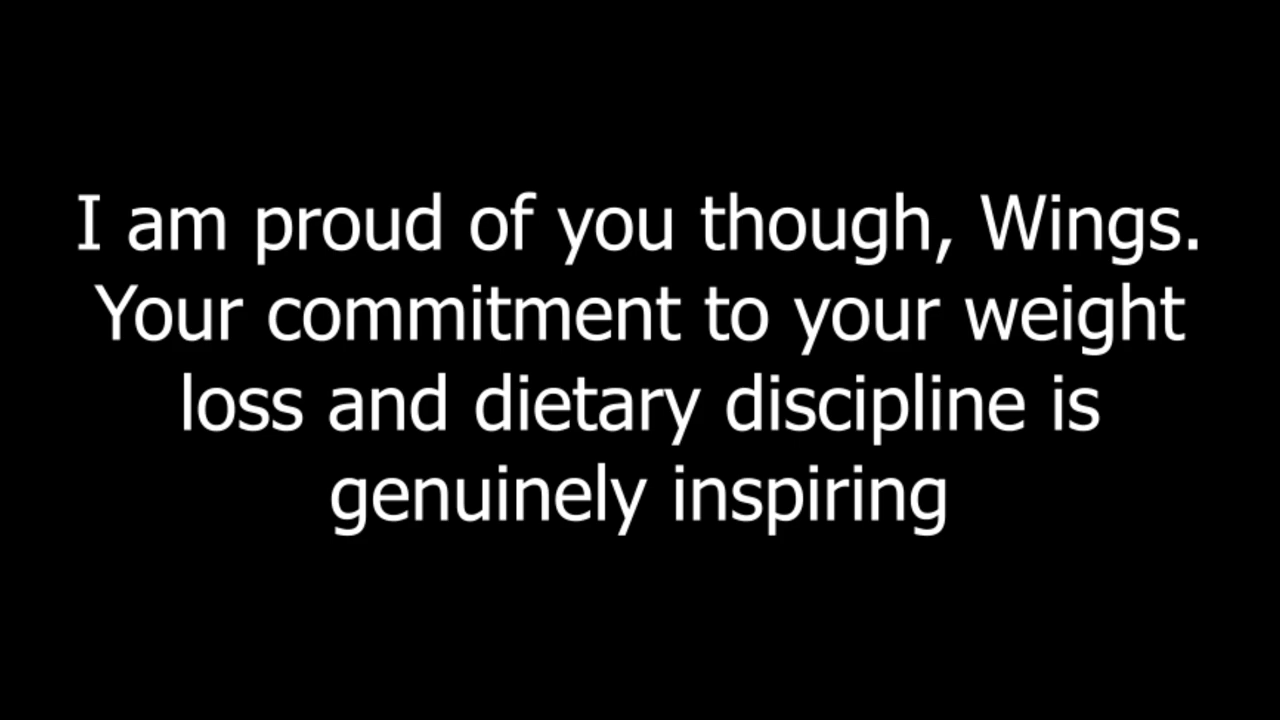 I am proud of you though, Wings.
Your commitment to your weight
loss and dietary discipline is
genuinely inspiring